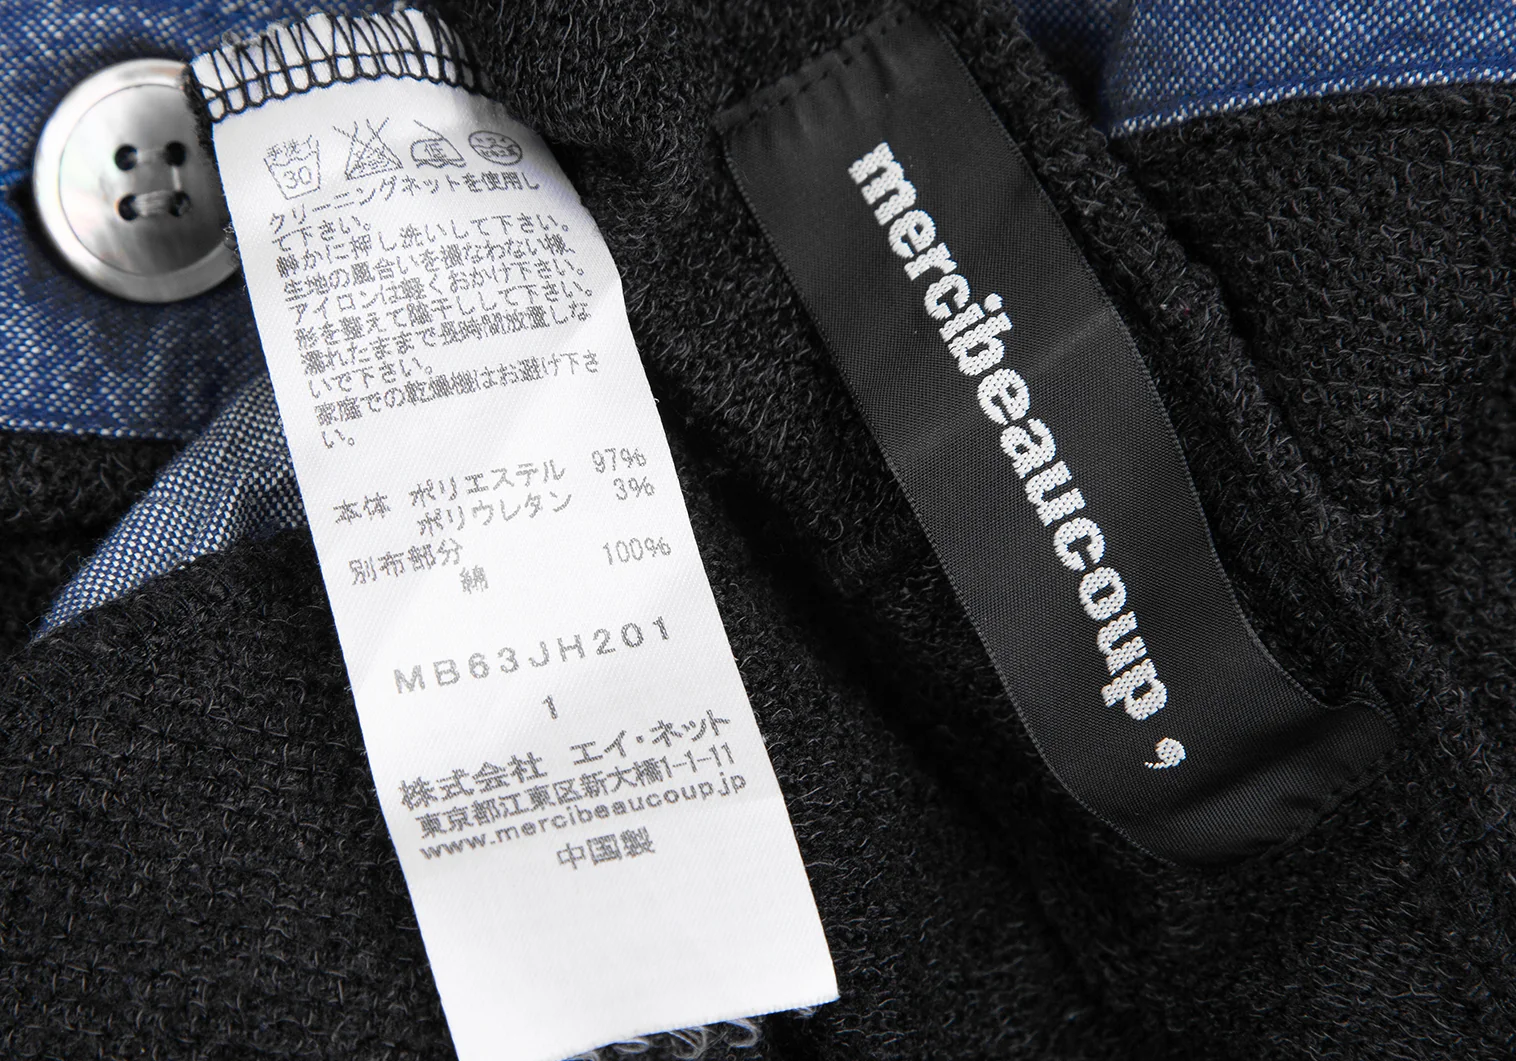 手洗イ
30
クリーニングネットを使用し
て下さい。
静かに押し洗いして下さい。
生地の風合いを損なわない様、
アイロンは軽くおかけ下さい。
形を整えて陰干しして下さい。
濡れたままで長時間放置しな
いで下さい。
家庭での乾燥機はお避け下さ
い。
本体 ポリエステル 97%
ポリウレタン 3%
別布部分
綿 100%
MB63JH201
1
株式会社 エイ・ネット
東京都江東区新大橋1-1-11
www.mercibeaucoup.jp
中国製
mercibeaucoup,